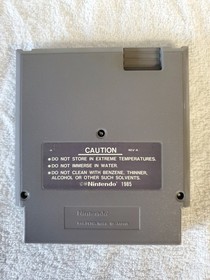 CAUTION
•DO NOT STORE IN EXTREME TEMPERATURES.
•DO NOT IMMERSE IN WATER.
•DO NOT CLEAN WITH BENZENE, THINNER,
ALCOHOL OR OTHER SUCH SOLVENTS.
©®Nintendo 1985
Nintendo